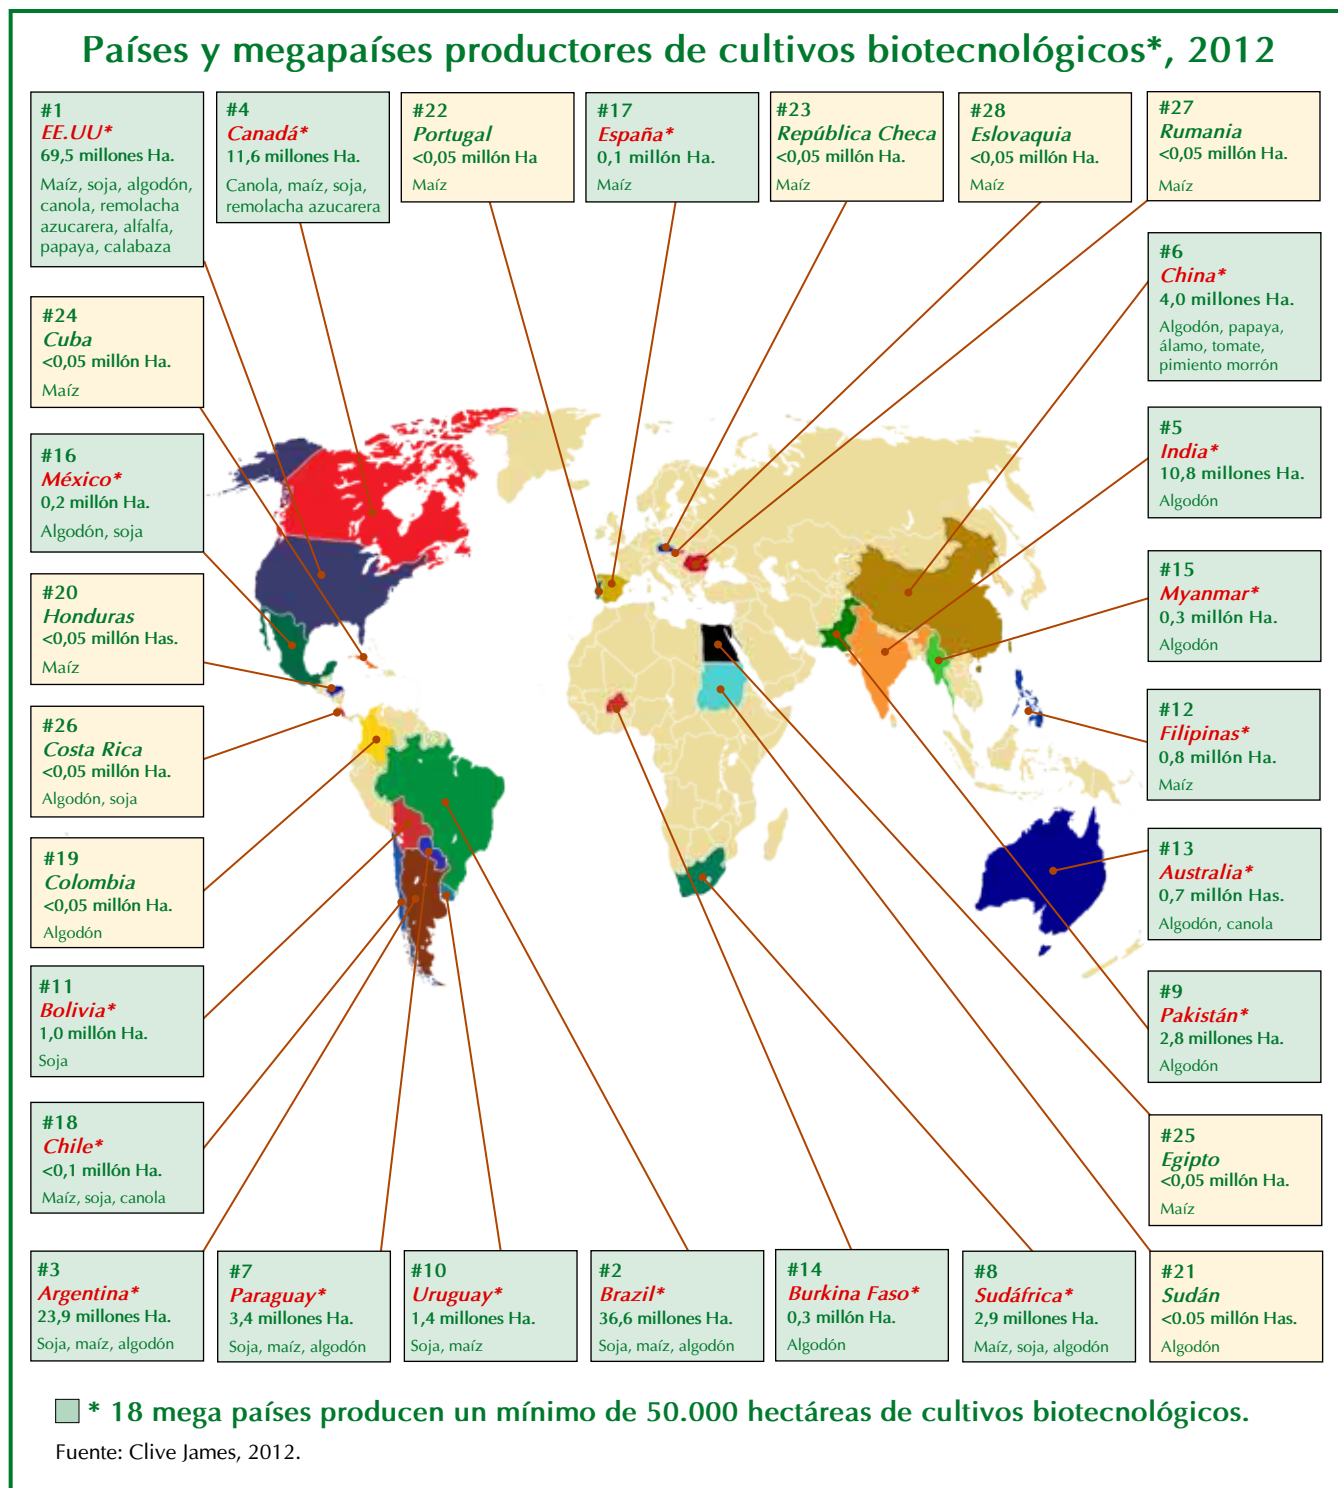 Países y megapaíses productores de cultivos biotecnológicos*, 2012
#1
EE.UU*
69,5 millones Ha.
Maíz, soja, algodón,
canola, remolacha
azucarera, alfalfa,
papaya, calabaza
#4
Canadá*
11,6 millones Ha.
Canola, maíz, soja,
remolacha azucarera
#22
Portugal
<0,05 millón Ha
Maíz
#17
España*
0,1 millón Ha.
Maíz
#23
República Checa
<0,05 millón Ha.
Maíz
#28
Eslovaquia
<0,05 millón Ha.
Maíz
#27
Rumania
<0,05 millón Ha.
Maíz
#24
Cuba
<0,05 millón Ha.
Maíz
#16
México*
0,2 millón Ha.
Algodón, soja
#20
Honduras
<0,05 millón Has.
Maíz
#26
Costa Rica
<0,05 millón Ha.
Algodón, soja
#19
Colombia
<0,05 millón Ha.
Algodón
#11
Bolivia*
1,0 millón Ha.
Soja
#18
Chile*
<0,1 millón Ha.
Maíz, soja, canola
#6
China*
4,0 millones Ha.
Algodón, papaya,
álamo, tomate,
pimiento morrón
#5
India*
10,8 millones Ha.
Algodón
#15
Myanmar*
0,3 millón Ha.
Algodón
#12
Filipinas*
0,8 millón Ha.
Maíz
#13
Australia*
0,7 millón Has.
Algodón, canola
#9
Pakistán*
2,8 millones Ha.
Algodón
#25
Egipto
<0,05 millón Ha.
Maíz
#3
Argentina*
23,9 millones Ha.
Soja, maíz, algodón
#7
Paraguay*
3,4 millones Ha.
Soja, maíz, algodón
#10
Uruguay*
1,4 millones Ha.
Soja, maíz
#2
Brazil*
36,6 millones Ha.
Soja, maíz, algodón
#14
Burkina Faso*
0,3 millón Ha.
Algodón
#8
Sudáfrica*
2,9 millones Ha.
Maíz, soja, algodón
#21
Sudán
<0.05 millón Has.
Algodón
* 18 mega países producen un mínimo de 50.000 hectáreas de cultivos biotecnológicos.
Fuente: Clive James, 2012.